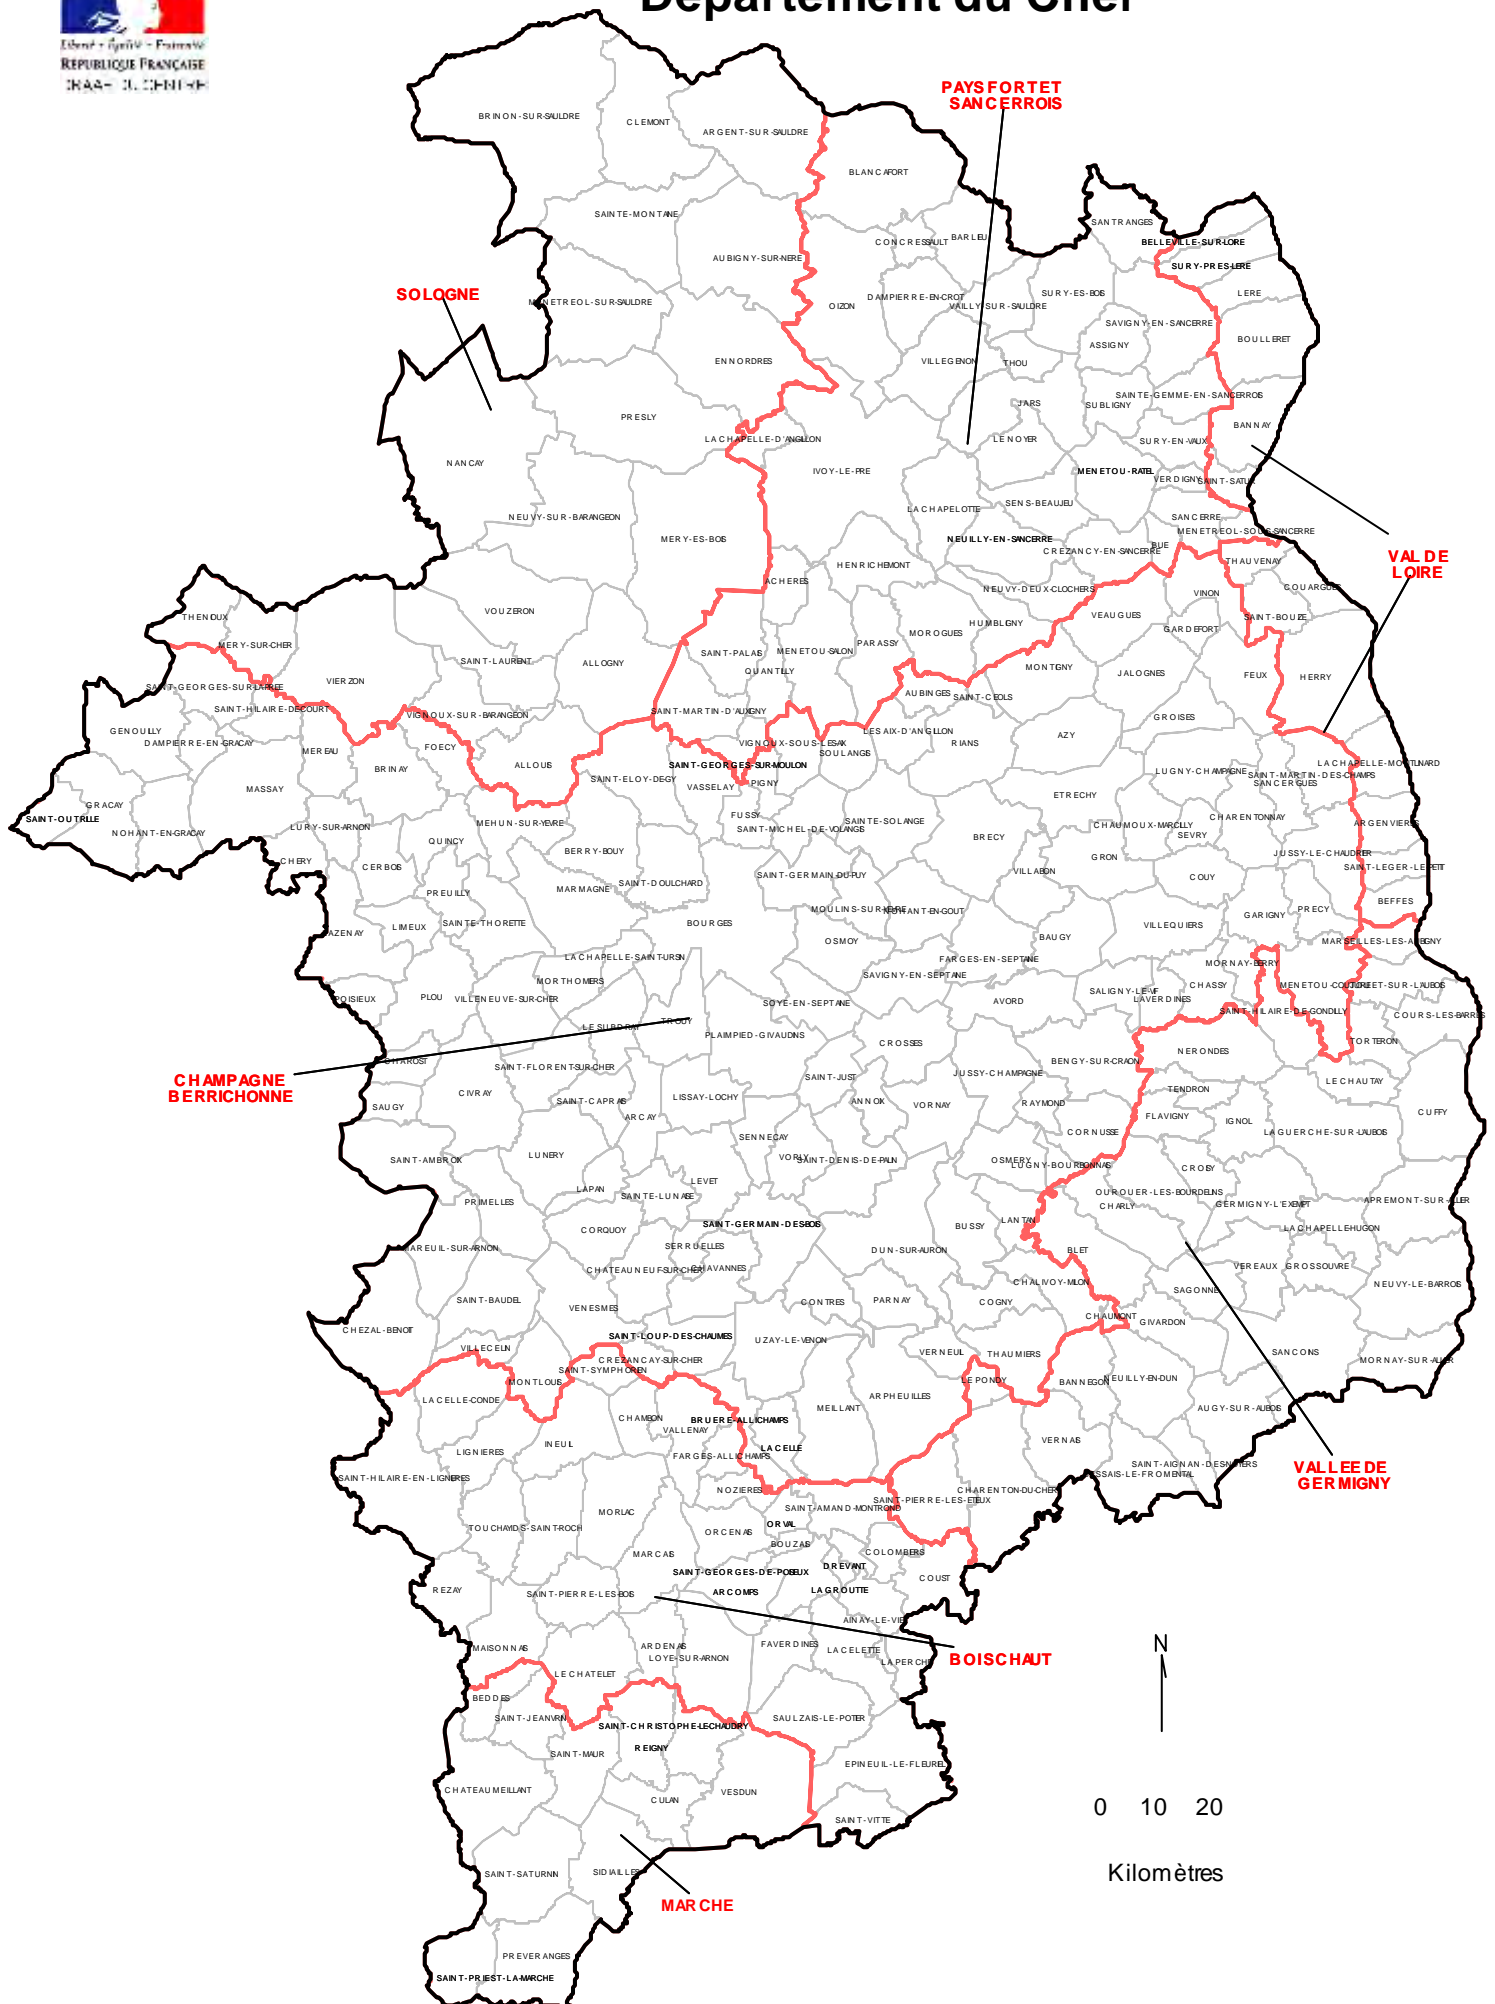 Département du Cher
Liberté • Égalité • Fraternité
RÉPUBLIQUE FRANÇAISE
DRAAF DU CENTRE
PAYS FORT ET
SANCERROIS
BRINON-SUR-SAULDRE
CLEMONT
ARGENT-SUR-SAULDRE
BLANCAFORT
SAINTE-MONTAINE
SANTRANGES
CONCRESSAULT
BARLIEU
BELLEVILLE-SUR-LOIRE
AUBIGNY-SUR-NERE
SURY-PRES-LERE
SOLOGNE
MENETREOL-SUR-SAULDRE
OIZON
DAMPIERRE-EN-CROT
VAILLY-SUR-SAULDRE
SURY-ES-BOIS
LERE
SAVIGNY-EN-SANCERRE
ASSIGNY
BOULLERET
ENNORDRES
VILLEGENON
THOU
PRESLY
JARS
SUBLIGNY
SAINTE-GEMME-EN-SANCERROIS
BANNAY
LA CHAPELLE-D'ANGILLON
LE NOYER
SURY-EN-VAUX
NANCAY
IVOY-LE-PRE
MENETOU-RATEL
VERDIGNY
SAINT-SATUR
NEUVY-SUR-BARANGEON
LA CHAPELOTTE
SENS-BEAUJEU
SANCERRE
MENETREOL-SOUS-SANCERRE
MERY-ES-BOIS
NEUILLY-EN-SANCERRE
CREZANCY-EN-SANCERRE
BUE
HENRICHEMONT
THAUVENAY
VAL DE
LOIRE
ACHERES
NEUVY-DEUX-CLOCHERS
VINON
COUARGUES
THENIOUX
VOUZERON
VEAUGUES
SAINT-BOUIZE
MERY-SUR-CHER
HUMBLIGNY
GARDEFORT
MOROGUES
PARASSY
SAINT-PALAIS
MENETOU-SALON
SAINT-LAURENT
ALLOGNY
QUANTILLY
MONTIGNY
JALOGNES
FEUX
HERRY
VIERZON
SAINT-GEORGES-SUR-LA-PREE
SAINT-HILAIRE-DE-COURT
AUBINGES
SAINT-CEOLS
VIGNOUX-SUR-BARANGEON
SAINT-MARTIN-D'AUXIGNY
GROISES
GENOUILLY
DAMPIERRE-EN-GRACAY
MEREAU
FOECY
VIGNOUX-SOUS-LES-AIX
LES AIX-D'ANGILLON
RIANS
AZY
SOULANGIS
BRINAY
ALLOUIS
SAINT-GEORGES-SUR-MOULON
LUGNY-CHAMPAGNE
LA CHAPELLE-MONTLINARD
SAINT-MARTIN-DES-CHAMPS
SANCERGUES
SAINT-ELOY-DE-GY
VASSELAY
PIGNY
MASSAY
ETRECHY
GRACAY
SAINT-OUTRILLE
NOHANT-EN-GRACAY
LURY-SUR-ARNON
MEHUN-SUR-YEVRE
FUSSY
SAINT-MICHEL-DE-VOLANGIS
SAINTE-SOLANGE
BRECY
CHAUMOUX-MARCILLY
SEVRY
CHARENTONNAY
ARGENVIERES
QUINCY
BERRY-BOUY
CHERY
CERBOIS
GRON
JUSSY-LE-CHAUDRIER
SAINT-LEGER-LE-PETIT
VILLABON
COUY
SAINT-GERMAIN-DU-PUY
SAINT-DOULCHARD
MARMAGNE
PREUILLY
BEFFES
MOULINS-SUR-YEVRE
NOHANT-EN-GOUT
GARIGNY
PRECY
LAZENAY
LIMEUX
SAINTE-THORETTE
BOURGES
VILLEQUIERS
BAUGY
OSMOY
MARSEILLES-LES-AUBIGNY
LA CHAPELLE-SAINT-URSIN
FARGES-EN-SEPTAINE
MORNAY-BERRY
SAVIGNY-EN-SEPTAINE
MORTHOMIERS
SALIGNY-LE-VIF
CHASSY
MENETOU-COUTURE
JOUET-SUR-L'AUBOIS
POISIEUX
PLOU
VILLENEUVE-SUR-CHER
SOYE-EN-SEPTAINE
AVORD
LAVERDINES
SAINT-HILAIRE-DE-GONDILLY
COURS-LES-BARRES
LE SUBDRAY
TROUY
PLAIMPIED-GIVAUDINS
CROSSES
NERONDES
TORTERON
CHAROST
BENGY-SUR-CRAON
CHAMPAGNE
BERRICHONNE
SAINT-FLORENT-SUR-CHER
SAINT-JUST
JUSSY-CHAMPAGNE
TENDRON
LE CHAUTAY
SAUGY
CIVRAY
SAINT-CAPRAIS
LISSAY-LOCHY
ANNOIX
VORNAY
RAYMOND
FLAVIGNY
IGNOL
CUFFY
ARCAY
SENNECAY
CORNUSSE
LA GUERCHE-SUR-L'AUBOIS
SAINT-AMBROIX
LUNERY
VORLY
SAINT-DENIS-DE-PALIN
OSMERY
LUGNY-BOURBONNAIS
CROISY
LEVET
LAPAN
SAINTE-LUNAISE
PRIMELLES
OUROUER-LES-BOURDELINS
CHARLY
GERMIGNY-L'EXEMPT
APREMONT-SUR-ALLIER
CORQUOY
SAINT-GERMAIN-DES-BOIS
BUSSY
LANTAN
LA CHAPELLE-HUGON
MAREUIL-SUR-ARNON
SERRUELLES
DUN-SUR-AURON
BLET
CHATEAUNEUF-SUR-CHER
CHAVANNES
VEREAUX
GROSSOUVRE
CHALIVOY-MILON
SAGONNE
NEUVY-LE-BARROIS
SAINT-BAUDEL
VENESMES
CONTRES
PARNAY
COGNY
CHAUMONT
GIVARDON
CHEZAL-BENOIT
SAINT-LOUP-DES-CHAUMES
UZAY-LE-VENON
VILLECELIN
CREZANCAY-SUR-CHER
SAINT-SYMPHORIEN
VERNEUIL
THAUMIERS
SANCOINS
MORNAY-SUR-ALLIER
MONTLOUIS
LE PONDY
BANNEGON
NEUILLY-EN-DUN
LA CELLE-CONDE
ARPHEUILLES
MEILLANT
AUGY-SUR-AUBOIS
CHAMBON
VALLENAY
BRUERE-ALLICHAMPS
INEUIL
VERNAIS
LIGNIERES
FARGES-ALLICHAMPS
LA CELLE
SAINT-AIGNAN-DES-NOYERS
BESSAIS-LE-FROMENTAL
VALLEE DE
GERMIGNY
SAINT-HILAIRE-EN-LIGNIERES
NOZIERES
CHARENTON-DU-CHER
SAINT-PIERRE-LES-ETIEUX
SAINT-AMAND-MONTROND
MORLAC
TOUCHAY
IDS-SAINT-ROCH
ORCENAIS
ORVAL
BOUZAIS
MARCAIS
COLOMBIERS
DREVANT
COUST
SAINT-GEORGES-DE-POISIEUX
REZAY
SAINT-PIERRE-LES-BOIS
ARCOMPS
LA GROUTTE
AINAY-LE-VIEIL
MAISONNAIS
ARDENAIS
LOYE-SUR-ARNON
FAVERDINES
LA CELETTE
LA PERCHE
BOISCHAUT
N
LE CHATELET
BEDDES
SAINT-JEANVRIN
SAINT-CHRISTOPHE-LE-CHAUDRY
SAULZAIS-LE-POTIER
REIGNY
SAINT-MAUR
EPINEUIL-LE-FLEURIEL
CHATEAUMEILLANT
CULAN
VESDUN
0 10 20
SAINT-VITTE
Kilomètres
SAINT-SATURNIN
SIDIAILLES
MARCHE
PREVERANGES
SAINT-PRIEST-LA-MARCHE